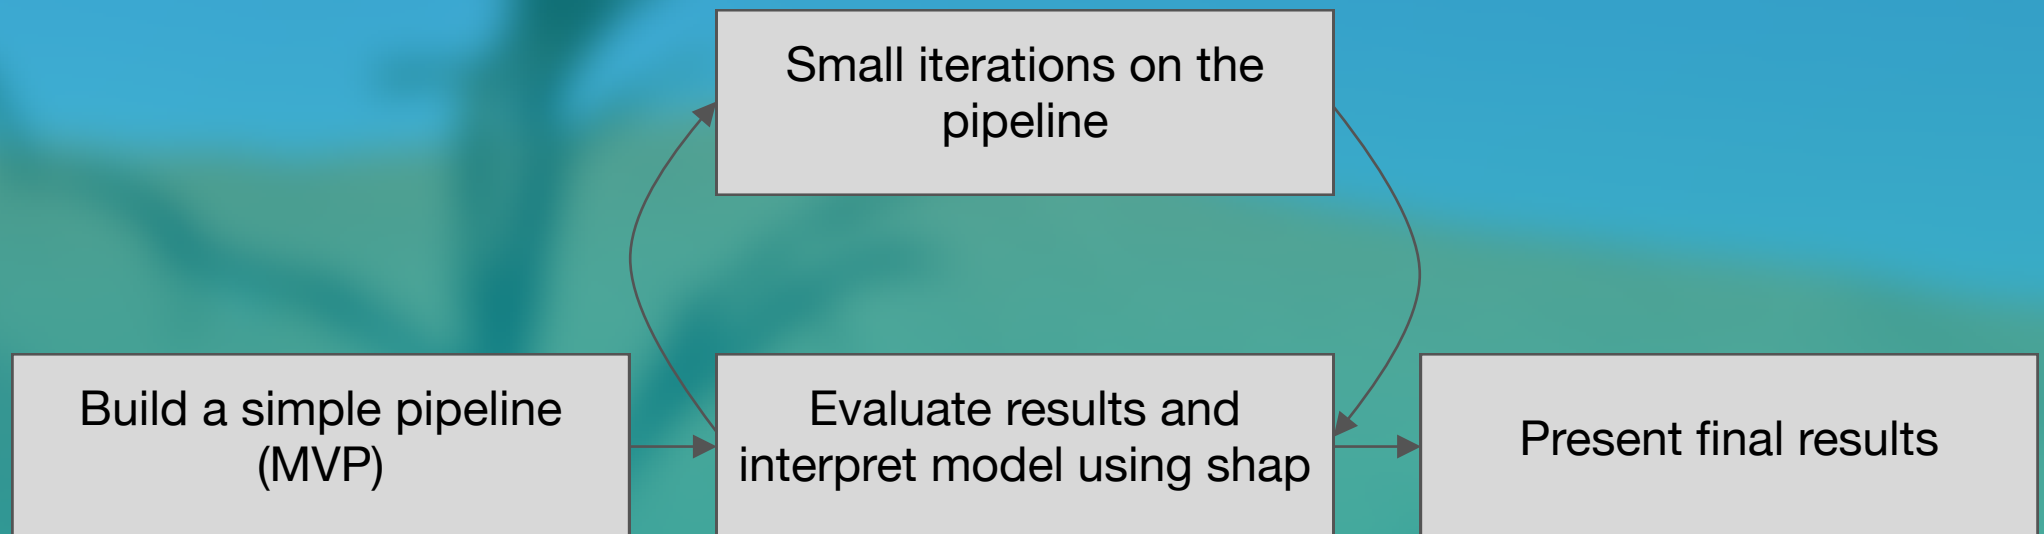 Small iterations on the
pipeline
Build a simple pipeline
(MVP)
Evaluate results and
interpret model using shap
Present final results